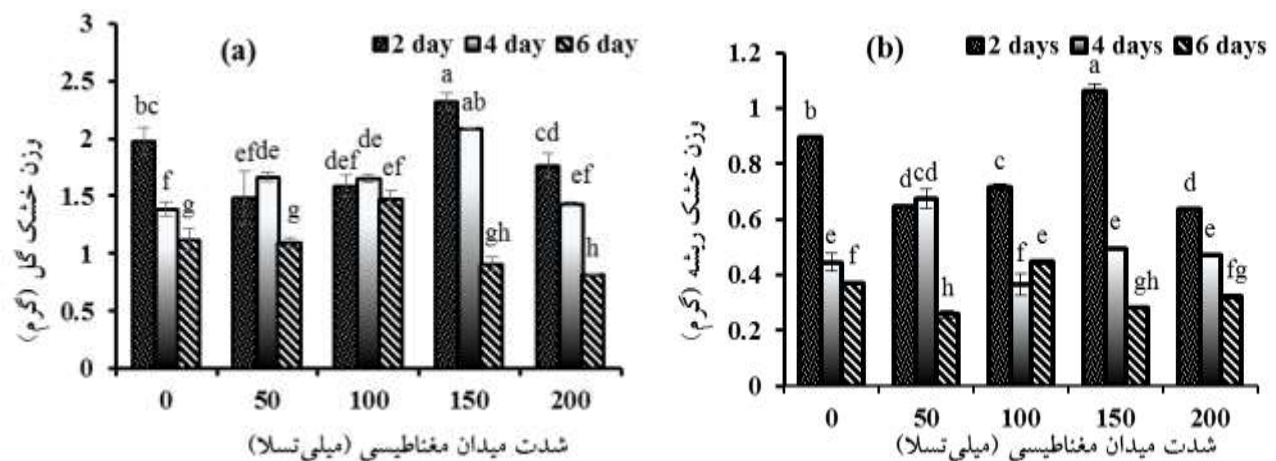 (a)
2 day 4 day 6 day
وزن خشک گل (گرم)
3
2.5
2
1.5
1
0.5
0
bc f g
ef de g
def de ef
a ab gh
cd ef h
0 50 100 150 200
شدت میدان مغناطیسی (میلی‌تسلا)
(b)
2 days 4 days 6 days
وزن خشک ریشه (گرم)
1.2
1
0.8
0.6
0.4
0.2
0
b e f
d cd h
c f e
a e gh
d e fg
0 50 100 150 200
شدت میدان مغناطیسی (میلی‌تسلا)